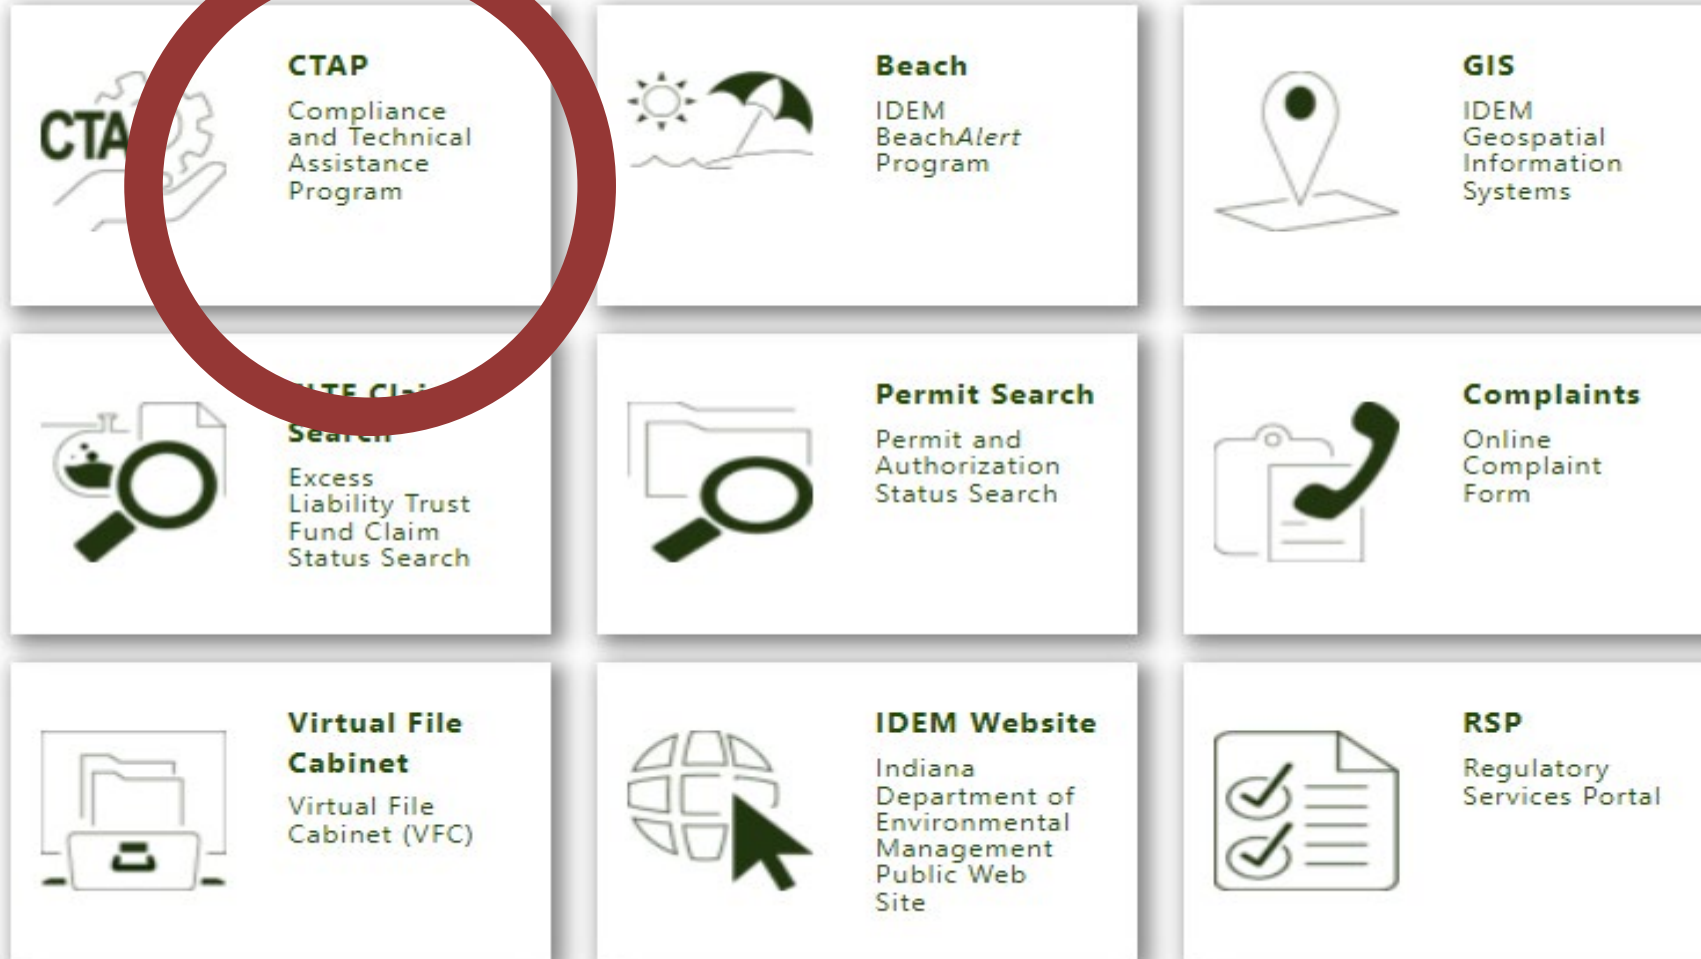 CTAP
Compliance
and Technical
Assistance
Program
Beach
IDEM
BeachAlert
Program
GIS
IDEM
Geospatial
Information
Systems
Search
Excess
Liability Trust
Fund Claim
Status Search
Permit Search
Permit and
Authorization
Status Search
Complaints
Online
Complaint
Form
Virtual File
Cabinet
Virtual File
Cabinet (VFC)
IDEM Website
Indiana
Department of
Environmental
Management
Public Web
Site
RSP
Regulatory
Services Portal